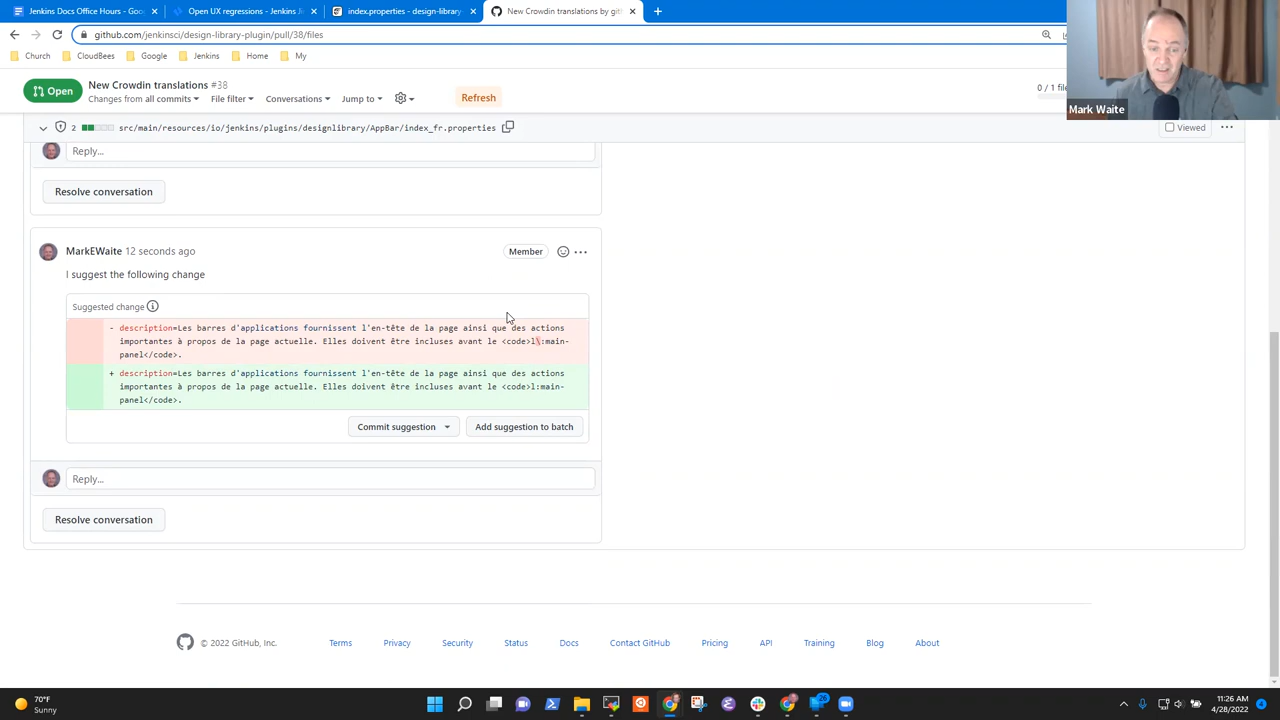 Jenkins Docs Office Hours - Goo
Open UX regressions - Jenkins Ji
index.properties - design-library
New Crowdin translations by gith
github.com/jenkinsci/design-library-plugin/pull/38/files
Church
CloudBees
Google
Jenkins
Home
My
Open
New Crowdin translations #38
Changes from all commits
File filter
Conversations
Jump to
Refresh
0 / 1 file
Mark Waite
2
src/main/resources/io/jenkins/plugins/designlibrary/AppBar/index_fr.properties
Viewed
Reply...
Resolve conversation
MarkEWaite 12 seconds ago
Member
I suggest the following change
Suggested change
- description=Les barres d'applications fournissent l'en-tête de la page ainsi que des actions
importantes à propos de la page actuelle. Elles doivent être incluses avant le <code>l\:main-
panel</code>.
+ description=Les barres d'applications fournissent l'en-tête de la page ainsi que des actions
importantes à propos de la page actuelle. Elles doivent être incluses avant le <code>l:main-
panel</code>.
Commit suggestion
Add suggestion to batch
Reply...
Resolve conversation
© 2022 GitHub, Inc.
Terms
Privacy
Security
Status
Docs
Contact GitHub
Pricing
API
Training
Blog
About
70°F
Sunny
11:26 AM
4/28/2022